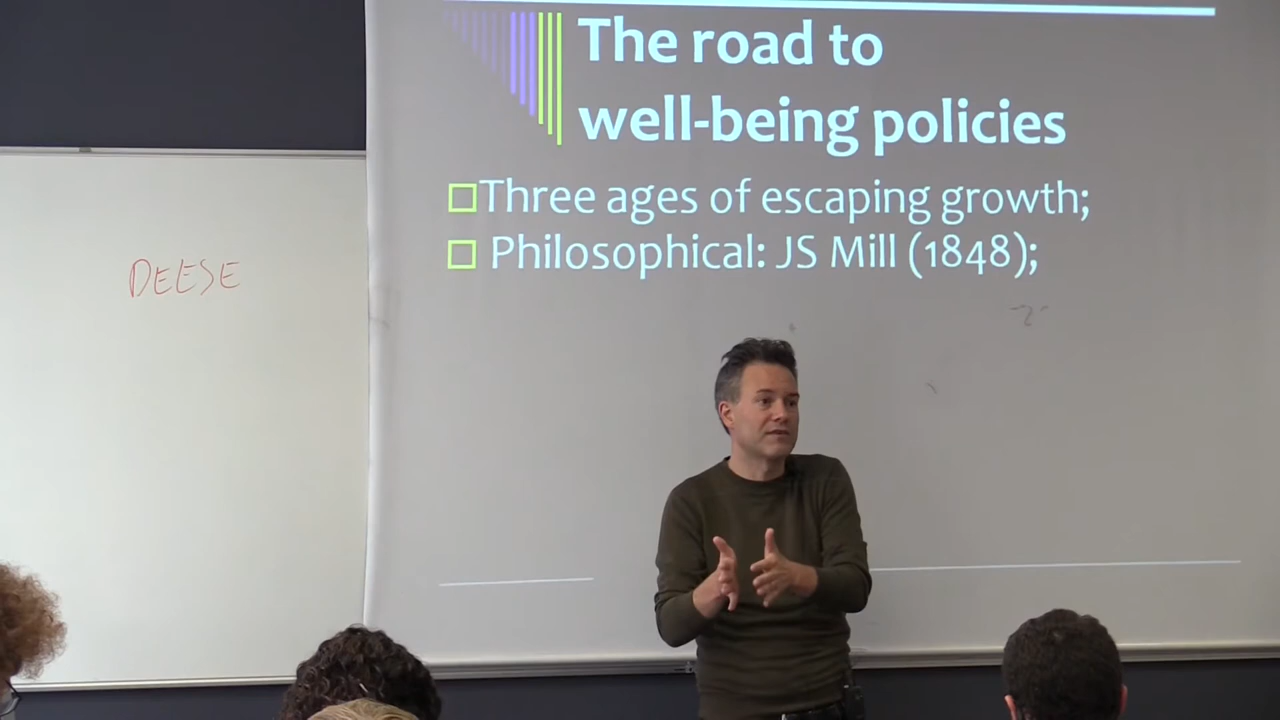 The road to
well-being policies
Three ages of escaping growth;
Philosophical: JS Mill (1848);
DEESE